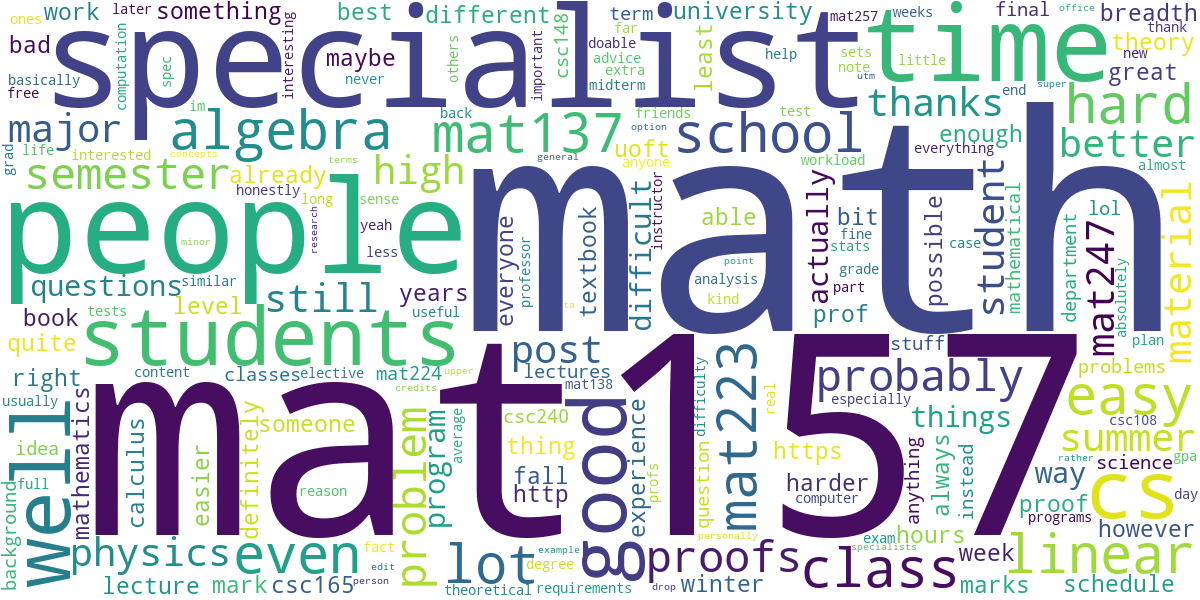 ones
work
later
something
best
different
term
university
mat257
weeks
office
final
breadth
thank
bad
basically
free
computation
spec
specialist
interesting
maybe
never
others
far
advice
extra
midterm
doable
important
csc148
least
help
sets
note
utm
time
little
theory
new
great
major
im
algebra
back
mat137
friends
option
school
test
thanks
end
super
hard
enough
better
everything
almost
grad
life
interested
concepts
semester
already
honestly
terms
long
high
sense
general
uoft
anyone
workload
people
minor
research
yeah
less
math
everyone
professor
textbook
difficult
instructor
able
analysis
point
kind
ta
actually
bit
fine
stats
grade
part
prof
possible
case
student
mathematical
department
lol
mat247
absolutely
plan
material
questions
similar
still
years
useful
book
tests
level
quite
students
post
lectures
mat138
stuff
problems
right
content
classes
elective
mat224
credits
upper
usually
idea
well
full
background
mathematics
calculus
easier
definitely
someone
reason
mat157
problem
program
average
csc240
thing
fall
http
good
experience
profs
difficulty
question
personally
mat223
real
https
probably
especially
harder
computer
things
anything
always
instead
easy
csc108
summer
rather
gpa
way
science
cs
day
proof
programs
however
physics
even
fact
edit
person
lot
example
degree
theoretical
requirements
drop
proofs
winter
class
exam
specialists
hours
week
marks
linear
schedule
lecture
mark
csc165